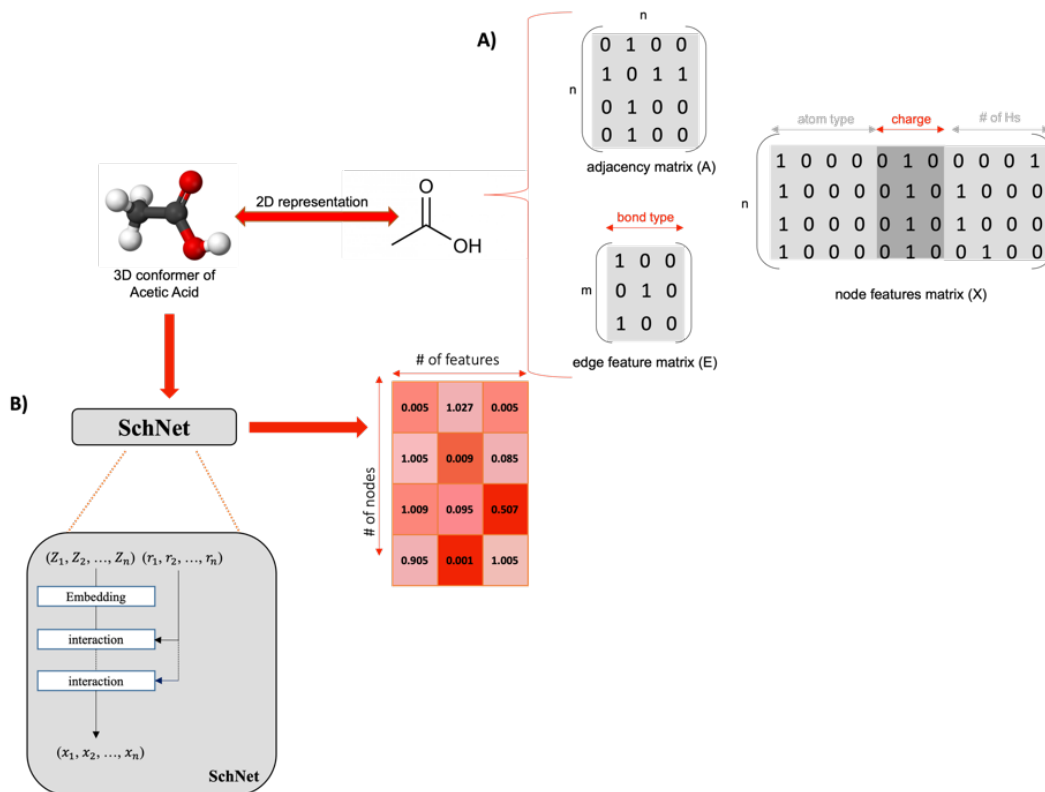 A)
n
n
0 1 0 0
1 0 1 1
0 1 0 0
0 1 0 0
adjacency matrix (A)
atom type
charge
# of Hs
n
1 0 0 0 0 1 0 0 0 0 1
1 0 0 0 0 1 0 1 0 0 0
1 0 0 0 0 1 0 1 0 0 0
1 0 0 0 0 1 0 0 1 0 0
node features matrix (X)
2D representation
O
OH
3D conformer of
Acetic Acid
bond type
m
1 0 0
0 1 0
1 0 0
edge feature matrix (E)
B)
SchNet
# of features
# of nodes
0.005 1.027 0.005
1.005 0.009 0.085
1.009 0.095 0.507
0.905 0.001 1.005
(Z₁, Z₂, …, Zₙ) (r₁, r₂, …, rₙ)
Embedding
interaction
interaction
(x₁, x₂, …, xₙ)
SchNet